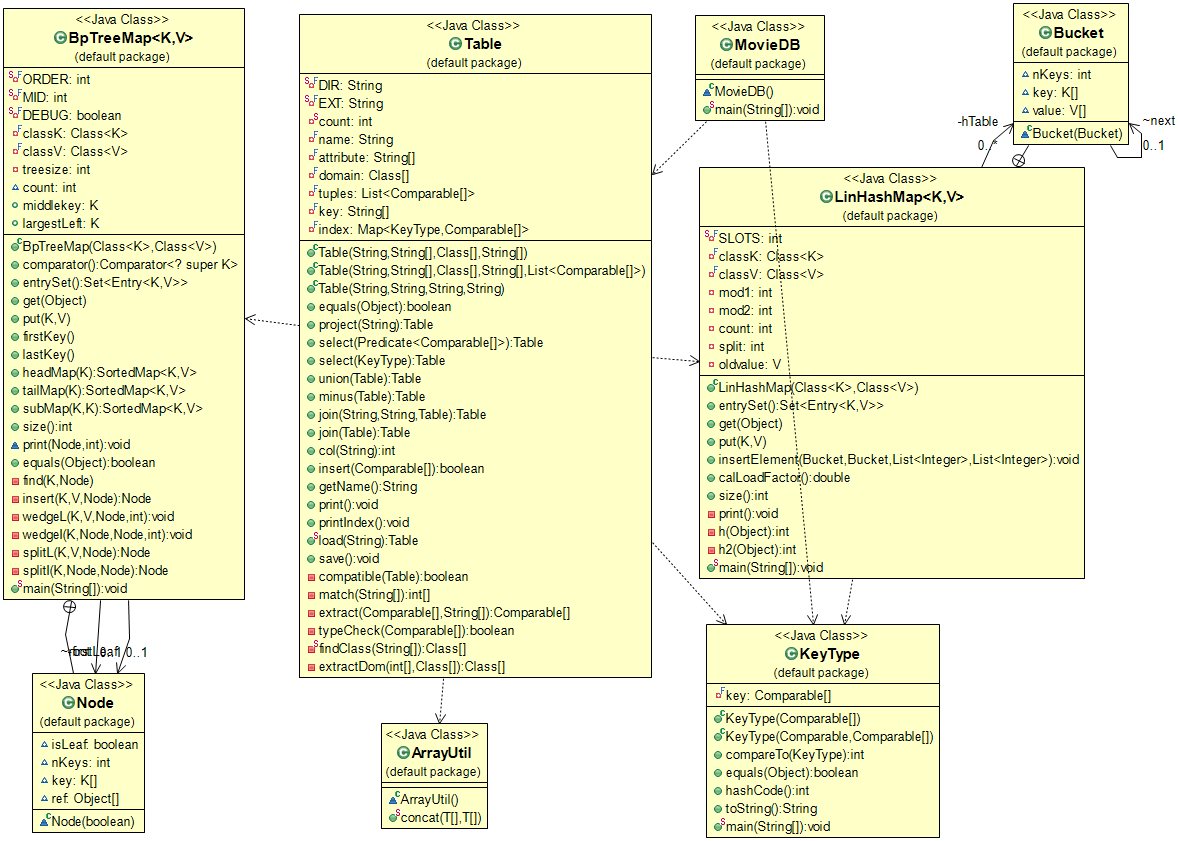 <<Java Class>>
BpTreeMap<K,V>
(default package)
ORDER: int
MID: int
DEBUG: boolean
classK: Class<K>
classV: Class<V>
treesize: int
count: int
middlekey: K
largestLeft: K
BpTreeMap(Class<K>,Class<V>)
comparator():Comparator<? super K>
entrySet():Set<Entry<K,V>>
get(Object)
put(K,V)
firstKey()
lastKey()
headMap(K):SortedMap<K,V>
tailMap(K):SortedMap<K,V>
subMap(K,K):SortedMap<K,V>
size():int
print(Node,int):void
equals(Object):boolean
find(K,Node)
insert(K,V,Node):Node
wedgeL(K,V,Node,int):void
wedgeI(K,Node,Node,int):void
splitL(K,V,Node):Node
splitI(K,Node,Node):Node
main(String[]):void
0..1
<<Java Class>>
Node
(default package)
isLeaf: boolean
nKeys: int
key: K[]
ref: Object[]
Node(boolean)
<<Java Class>>
Table
(default package)
DIR: String
EXT: String
count: int
name: String
attribute: String[]
domain: Class[]
tuples: List<Comparable[]>
key: String[]
index: Map<KeyType,Comparable[]>
Table(String,String[],Class[],String[])
Table(String,String[],Class[],String[],List<Comparable[]>)
Table(String,String,String,String)
equals(Object):boolean
project(String):Table
select(Predicate<Comparable[]>):Table
select(KeyType):Table
union(Table):Table
minus(Table):Table
join(String,String,Table):Table
join(Table):Table
col(String):int
insert(Comparable[]):boolean
getName():String
print():void
printIndex():void
load(String):Table
save():void
compatible(Table):boolean
match(String[]):int[]
extract(Comparable[],String[]):Comparable[]
typeCheck(Comparable[]):boolean
findClass(String[]):Class[]
extractDom(int[],Class[]):Class[]
<<Java Class>>
ArrayUtil
(default package)
ArrayUtil()
concat(T[],T[])
<<Java Class>>
MovieDB
(default package)
MovieDB()
main(String[]):void
<<Java Class>>
Bucket
(default package)
nKeys: int
key: K[]
value: V[]
Bucket(Bucket)
-hTable
0..*
~next
0..1
<<Java Class>>
LinHashMap<K,V>
(default package)
SLOTS: int
classK: Class<K>
classV: Class<V>
mod1: int
mod2: int
count: int
split: int
oldvalue: V
LinHashMap(Class<K>,Class<V>)
entrySet():Set<Entry<K,V>>
get(Object)
put(K,V)
insertElement(Bucket,Bucket,List<Integer>,List<Integer>):void
calLoadFactor():double
size():int
print():void
h(Object):int
h2(Object):int
main(String[]):void
<<Java Class>>
KeyType
(default package)
key: Comparable[]
KeyType(Comparable[])
KeyType(Comparable,Comparable[])
compareTo(KeyType):int
equals(Object):boolean
hashCode():int
toString():String
main(String[]):void